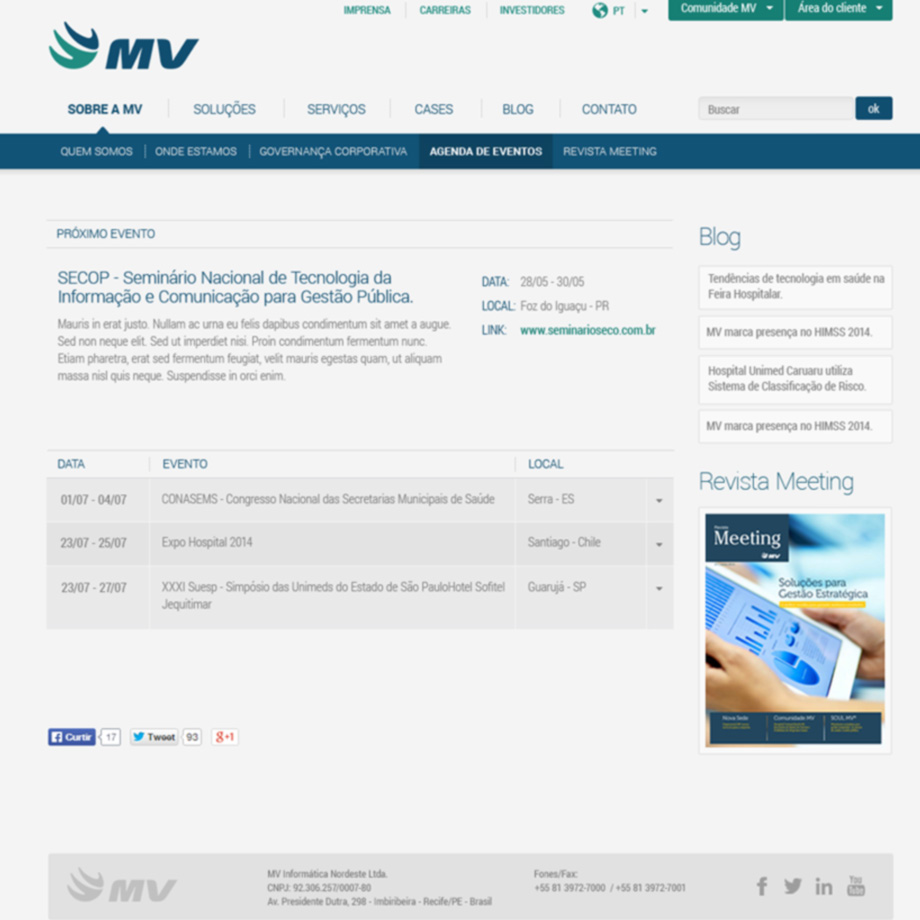 IMPRENSA CARREIRAS INVESTIDORES PT Comunidade MV Área do cliente
MV
SOBRE A MV SOLUÇÕES SERVIÇOS CASES BLOG CONTATO Buscar ok
QUEM SOMOS ONDE ESTAMOS GOVERNANÇA CORPORATIVA AGENDA DE EVENTOS REVISTA MEETING
PRÓXIMO EVENTO
SECOP - Seminário Nacional de Tecnologia da
Informação e Comunicação para Gestão Pública.
Mauris in erat justo. Nullam ac urna eu felis dapibus condimentum sit amet a augue.
Sed non neque elit. Sed ut imperdiet nisi. Proin condimentum fermentum nunc.
Etiam pharetra, erat sed fermentum feugiat, velit mauris egestas quam, ut aliquam
massa nisl quis neque. Suspendisse in orci enim.
DATA: 28/05 - 30/05
LOCAL: Foz do Iguaçu - PR
LINK: www.seminarioseco.com.br
DATA EVENTO LOCAL
01/07 - 04/07 CONASEMS - Congresso Nacional das Secretarias Municipais de Saúde Serra - ES
23/07 - 25/07 Expo Hospital 2014 Santiago - Chile
23/07 - 27/07 XXXI Suesp - Simpósio das Unimeds do Estado de São PauloHotel Sofitel Guarujá - SP
Jequitimar
Curtir 17 Tweet 93 8+1
Blog
Tendências de tecnologia em saúde na
Feira Hospitalar.
MV marca presença no HIMSS 2014.
Hospital Unimed Caruaru utiliza
Sistema de Classificação de Risco.
MV marca presença no HIMSS 2014.
Revista Meeting
Revista
Meeting
MV
Soluções para
Gestão Estratégica
Nova Sede Comunidade MV SOUL MV
MV
MV Informática Nordeste Ltda.
CNPJ: 92.306.257/0007-80
Av. Presidente Dutra, 298 - Imbiribeira - Recife/PE - Brasil
Fones/Fax:
+55 81 3972-7000 / +55 81 3972-7001
f in You Tube